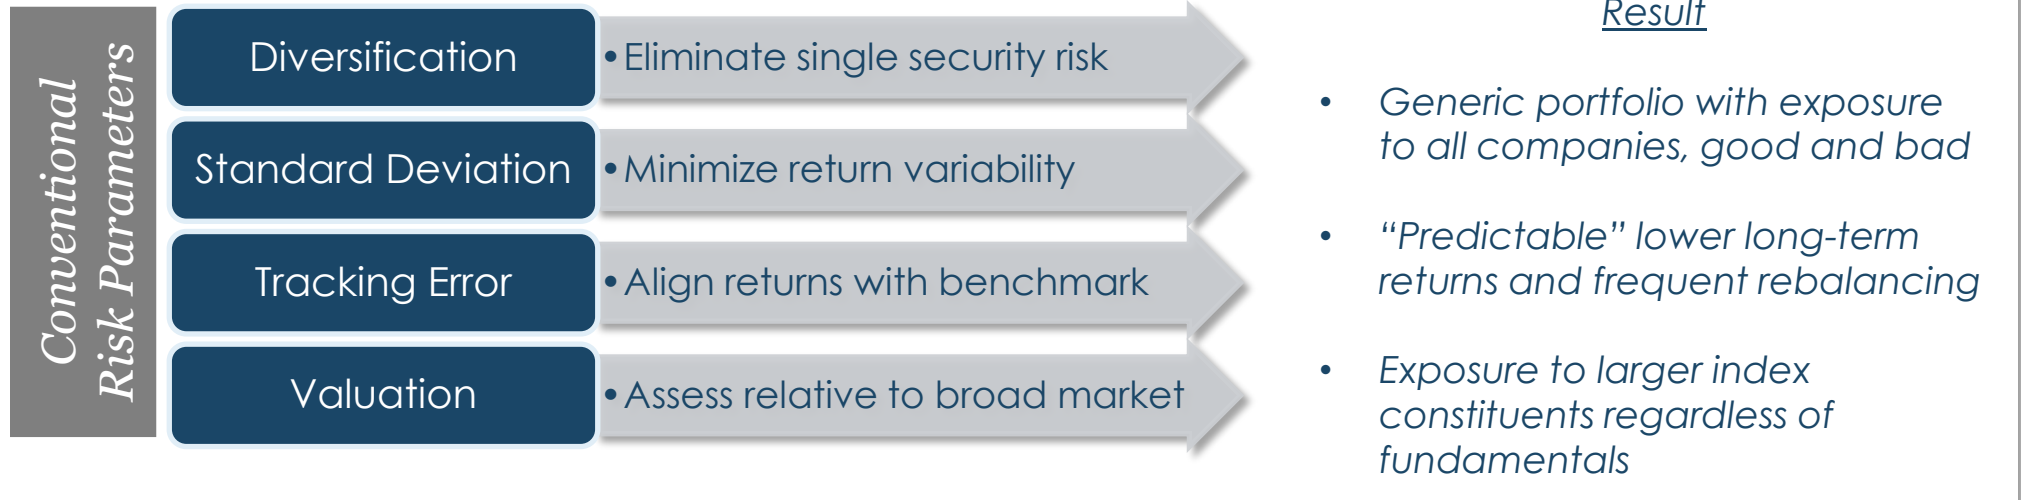 Conventional
Risk Parameters
Diversification
• Eliminate single security risk
Standard Deviation
• Minimize return variability
Tracking Error
• Align returns with benchmark
Valuation
• Assess relative to broad market
Result
• Generic portfolio with exposure
to all companies, good and bad
• “Predictable” lower long-term
returns and frequent rebalancing
• Exposure to larger index
constituents regardless of
fundamentals